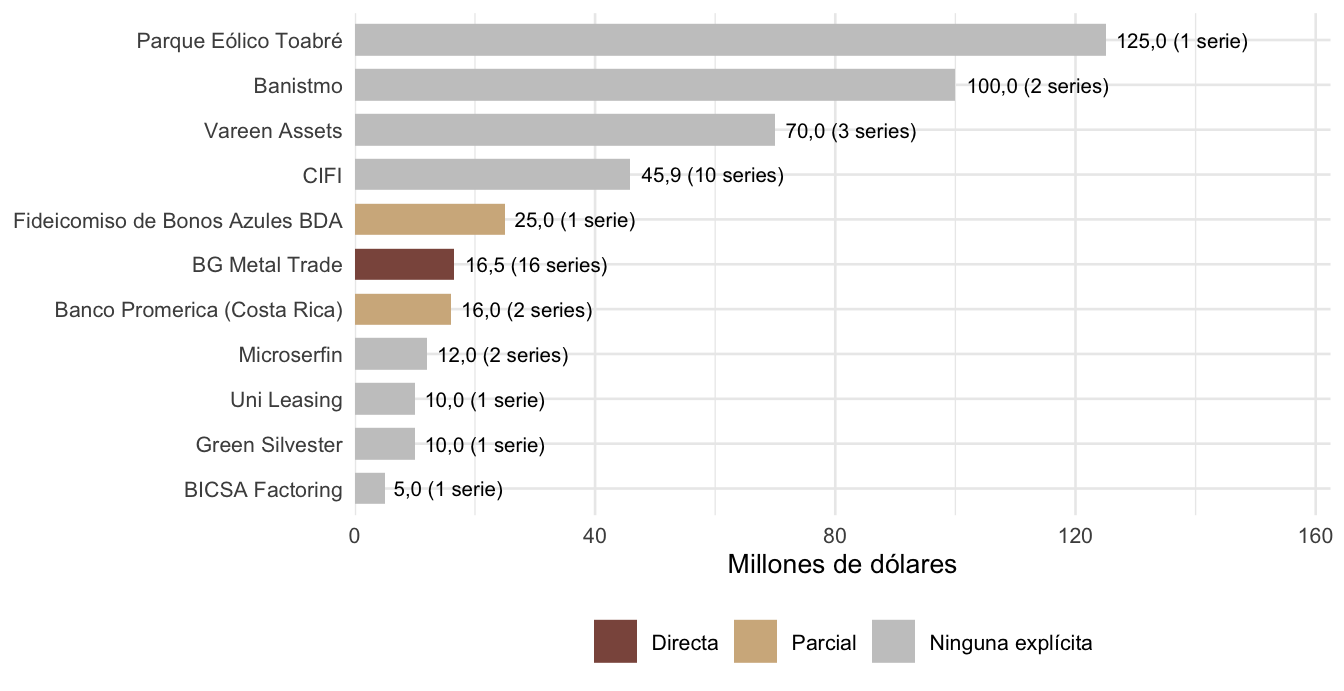 Parque Eólico Toabré 125,0 (1 serie)
Banistmo 100,0 (2 series)
Vareen Assets 70,0 (3 series)
CIFI 45,9 (10 series)
Fideicomiso de Bonos Azules BDA 25,0 (1 serie)
BG Metal Trade 16,5 (16 series)
Banco Promerica (Costa Rica) 16,0 (2 series)
Microserfin 12,0 (2 series)
Uni Leasing 10,0 (1 serie)
Green Silvester 10,0 (1 serie)
BICSA Factoring 5,0 (1 serie)
0 40 80 120 160
Millones de dólares
Directa Parcial Ninguna explícita